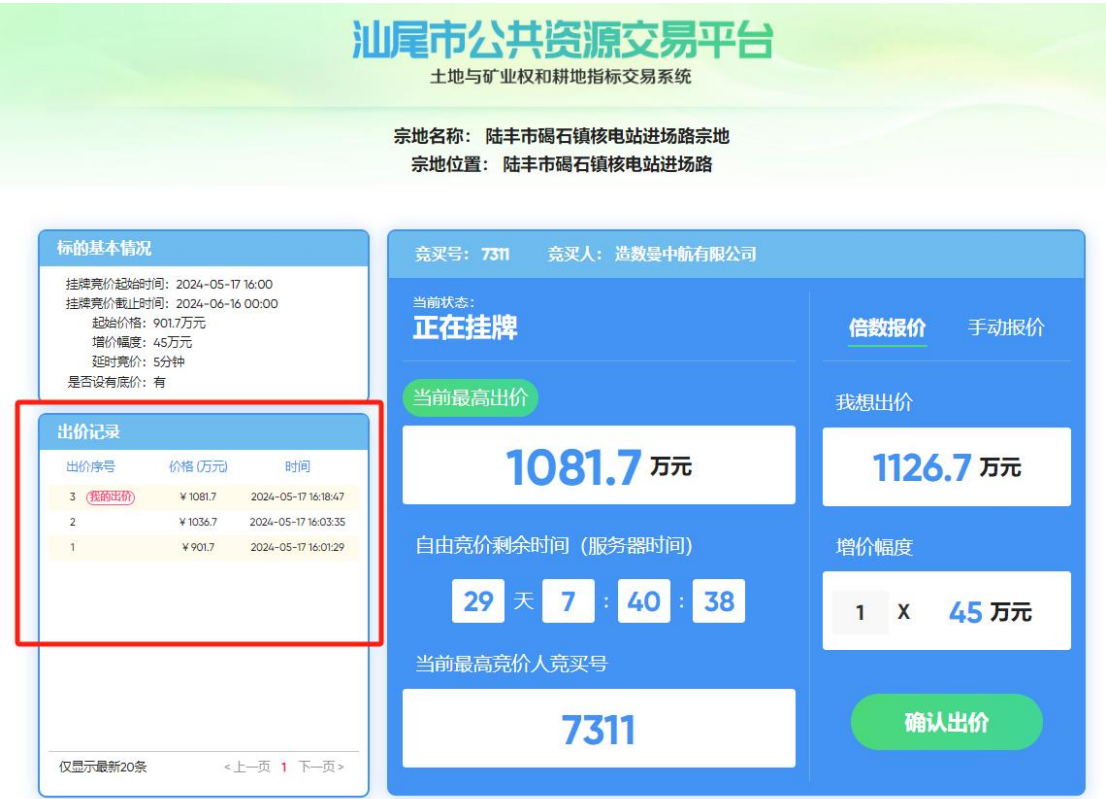 汕尾市公共资源交易平台
土地与矿业权和耕地指标交易系统
宗地名称： 陆丰市碣石镇核电站进场路宗地
宗地位置： 陆丰市碣石镇核电站进场路
标的基本情况
挂牌竞价起始时间：2024-05-17 16:00
挂牌竞价截止时间：2024-06-16 00:00
起始价格：901.7万元
增价幅度：45万元
延时竞价：5分钟
是否设有底价：有
出价记录
出价序号 价格 (万元) 时间
3 我的出价 ¥ 1081.7 2024-05-17 16:18:47
2 ¥ 1036.7 2024-05-17 16:03:35
1 ¥ 901.7 2024-05-17 16:01:29
仅显示最新20条 <上一页 1 下一页>
竞买号：7311 竞买人：造数曼中航有限公司
当前状态：
正在挂牌
当前最高出价
1081.7 万元
自由竞价剩余时间（服务器时间）
29 天 7 : 40 : 38
当前最高竞价人竞买号
7311
倍数报价 手动报价
我想出价
1126.7 万元
增价幅度
1 X 45 万元
确认出价